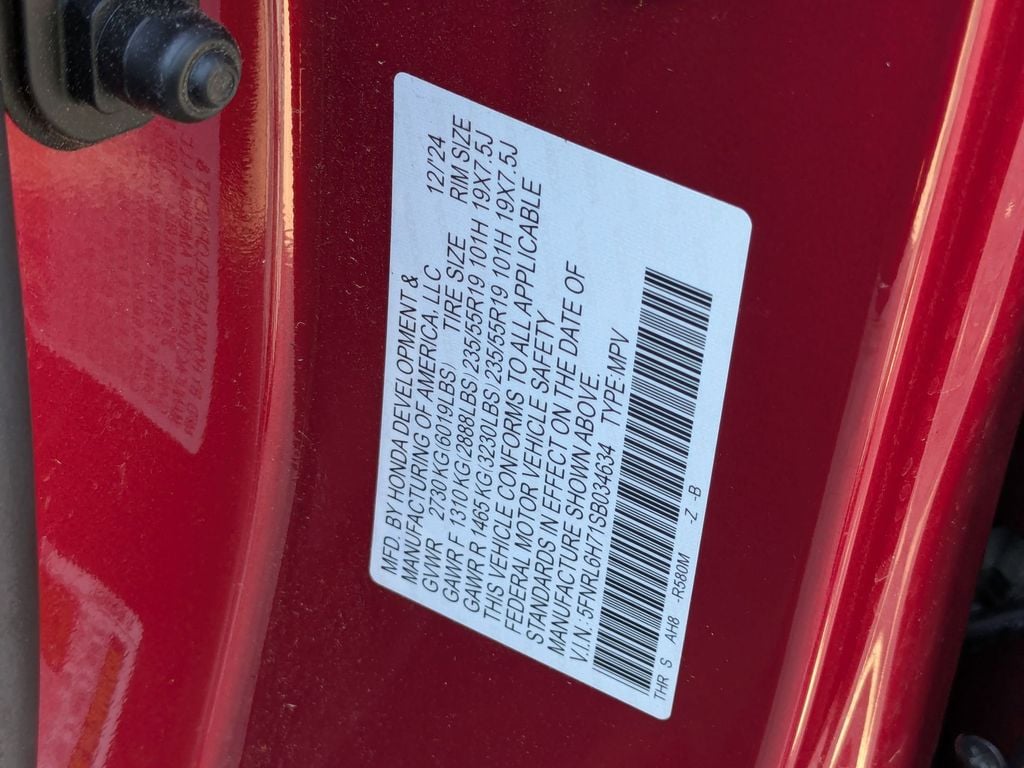 MFD. BY HONDA DEVELOPMENT &
MANUFACTURING OF AMERICA, LLC 12/'24
GVWR 2730 KG(6019LBS) TIRE SIZE RIM SIZE
GAWR F 1310 KG(2888LBS) 235/55R19 101H 19X7.5J
GAWR R 1465 KG(3230LBS) 235/55R19 101H 19X7.5J
THIS VEHICLE CONFORMS TO ALL APPLICABLE
FEDERAL MOTOR VEHICLE SAFETY
STANDARDS IN EFFECT ON THE DATE OF
MANUFACTURE SHOWN ABOVE.
V.I.N.: 5FNRL6H71SB034634 TYPE:MPV
THR S AH8 -R580M -Z -B